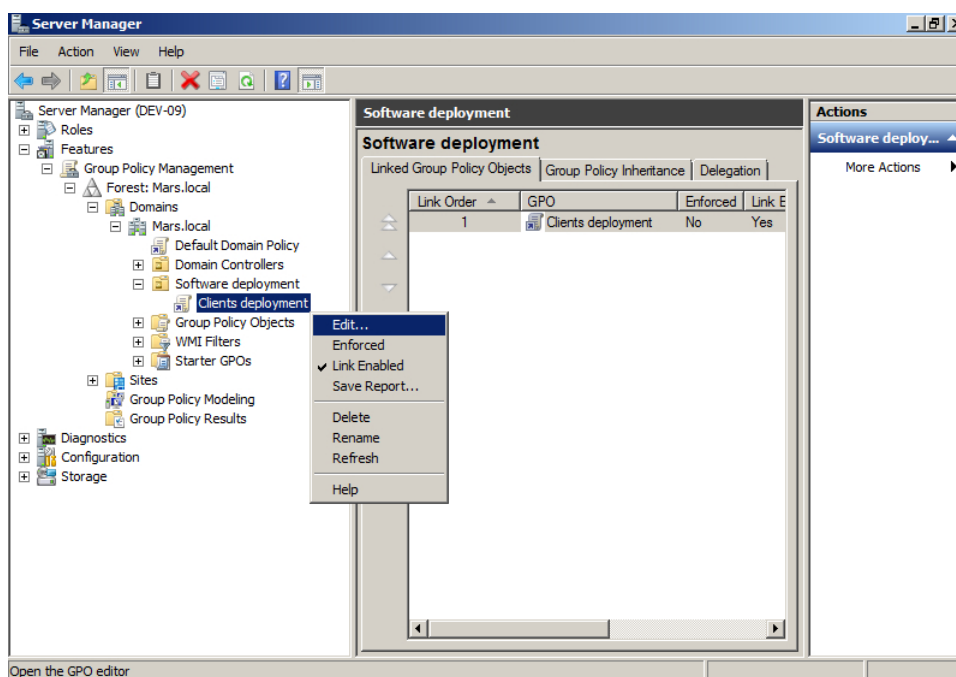 Server Manager
File Action View Help
Server Manager (DEV-09)
Roles
Features
Group Policy Management
Forest: Mars.local
Domains
Mars.local
Default Domain Policy
Domain Controllers
Software deployment
Clients deployment
Group Policy Objects
WMI Filters
Starter GPOs
Sites
Group Policy Modeling
Group Policy Results
Diagnostics
Configuration
Storage
Edit...
Enforced
Link Enabled
Save Report...
Delete
Rename
Refresh
Help
Software deployment
Software deployment
Linked Group Policy Objects Group Policy Inheritance Delegation
Link Order GPO Enforced Link E
1 Clients deployment No Yes
Actions
Software deploy...
More Actions
Open the GPO editor